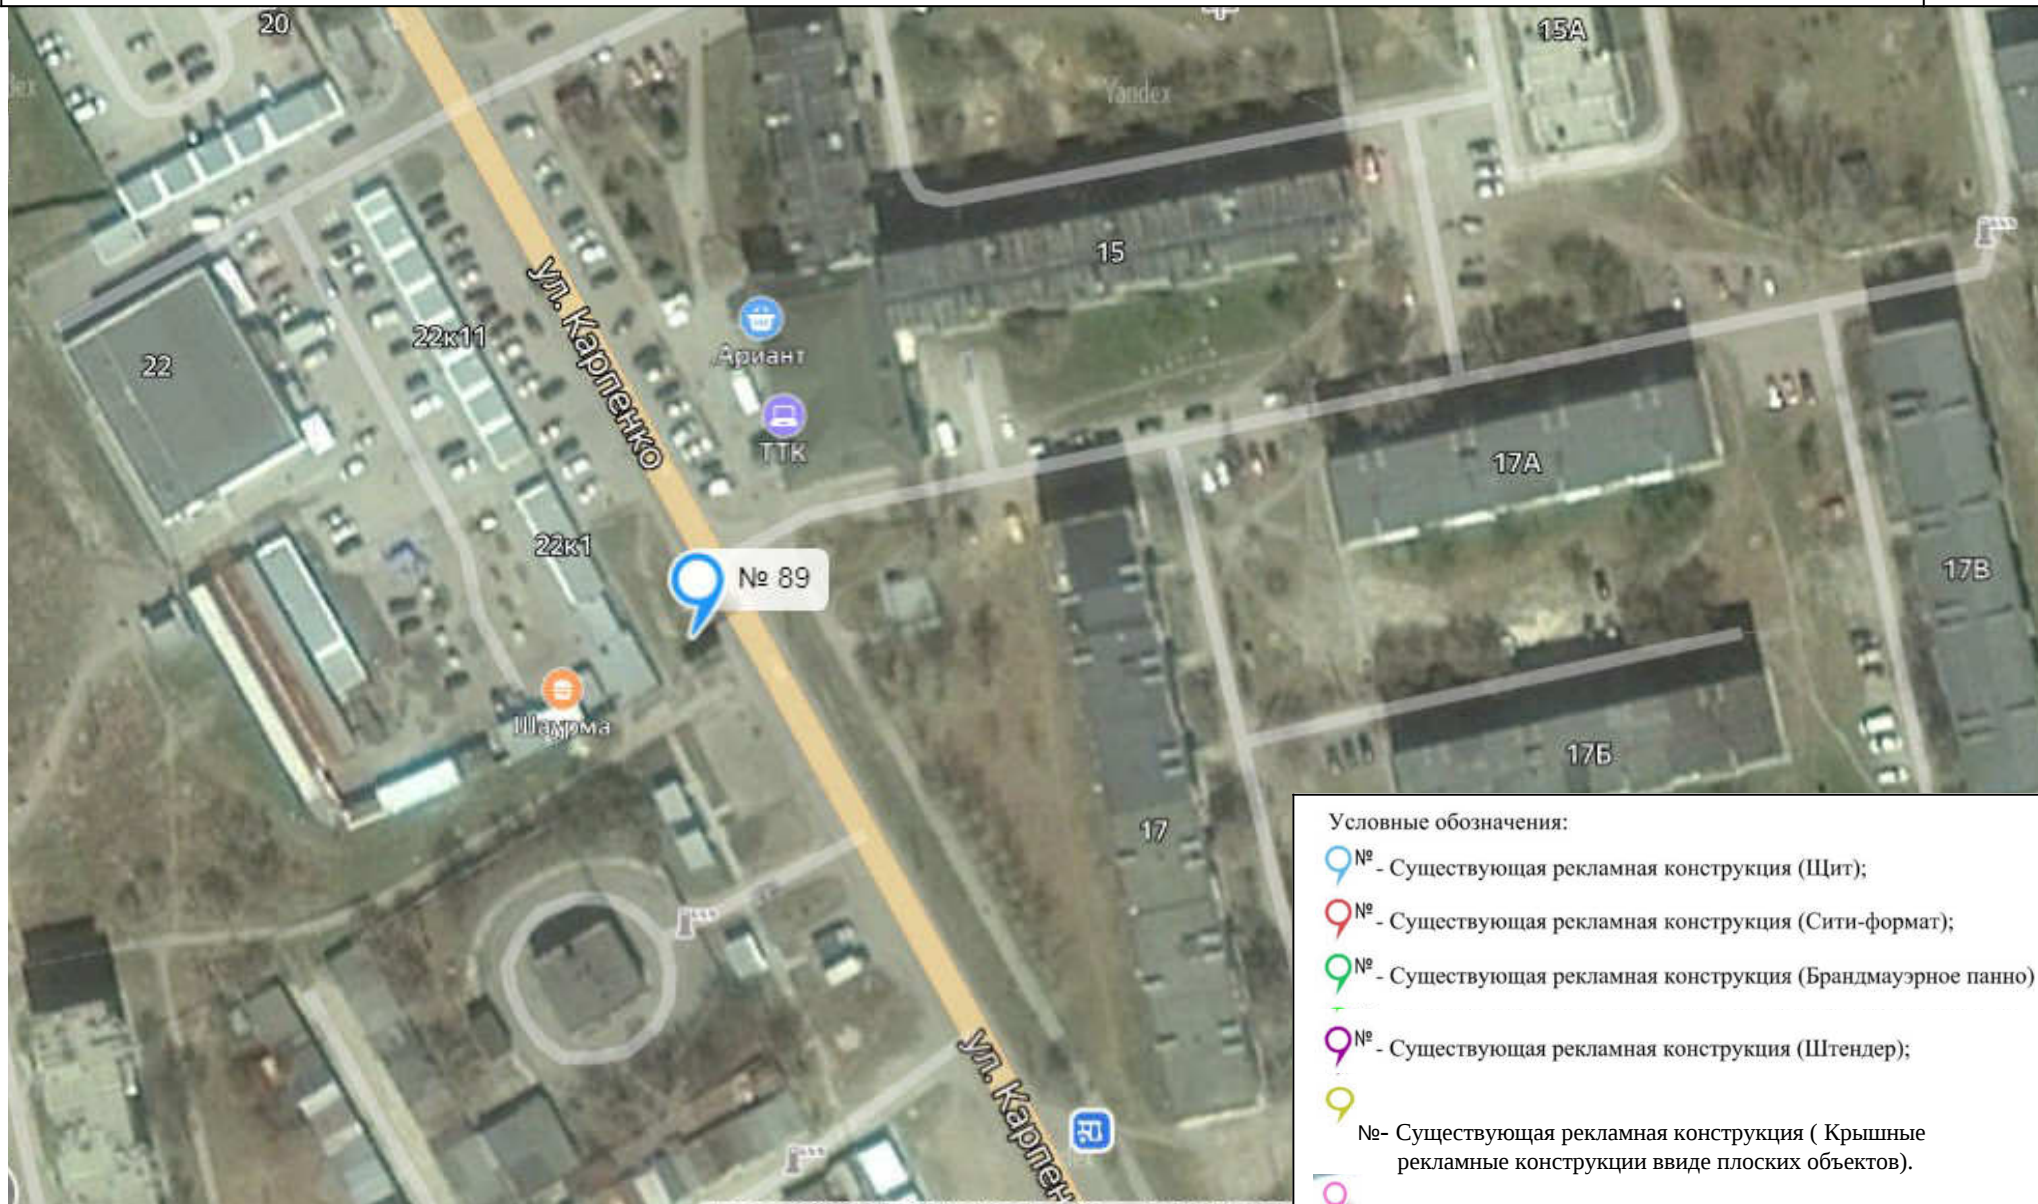 20
15А
Yandex
15
ул. Карпенко
22к11
22
Ариант
ТТК
17А
22к1
№ 89
17В
Шаурма
17Б
17
ул. Карпен
Условные обозначения:
№ - Существующая рекламная конструкция (Щит);
№ - Существующая рекламная конструкция (Сити-формат);
№ - Существующая рекламная конструкция (Брандмауэрное панно)
№ - Существующая рекламная конструкция (Штендер);
№- Существующая рекламная конструкция ( Крышные
рекламные конструкции ввиде плоских объектов).